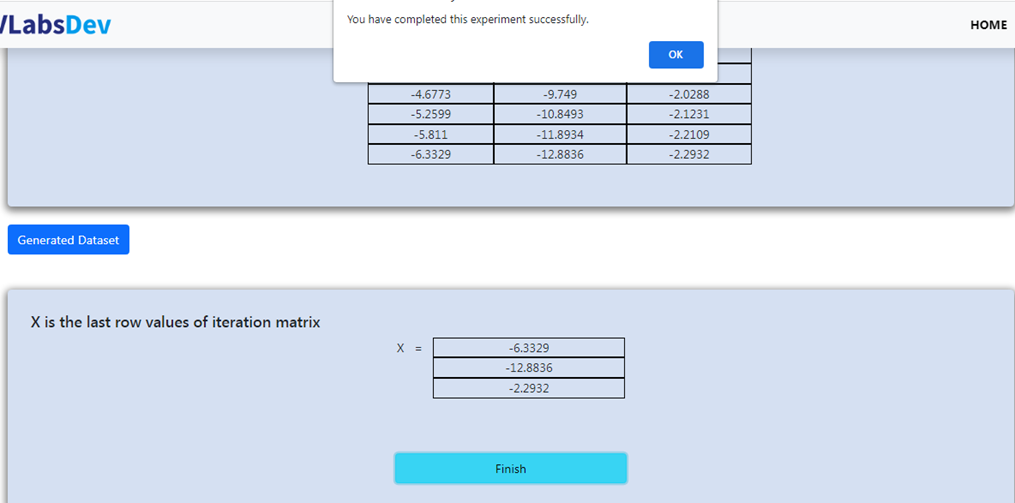 You have completed this experiment successfully.
OK
VLabsDev
HOME
-4.6773 -9.749 -2.0288
-5.2599 -10.8493 -2.1231
-5.811 -11.8934 -2.2109
-6.3329 -12.8836 -2.2932
Generated Dataset
X is the last row values of iteration matrix
X = -6.3329
-12.8836
-2.2932
Finish